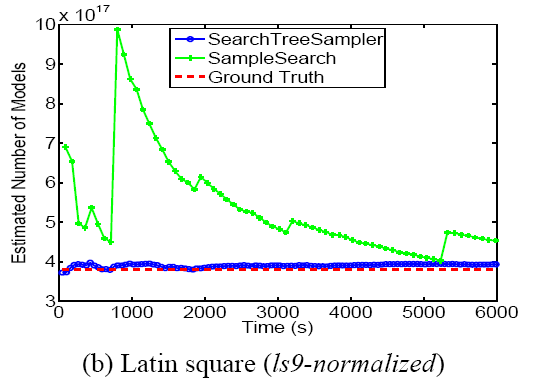 x 10^17
10
9
8
7
6
5
4
3
Estimated Number of Models
SearchTreeSampler
SampleSearch
Ground Truth
0 1000 2000 3000 4000 5000 6000
Time (s)
(b) Latin square (ls9-normalized)